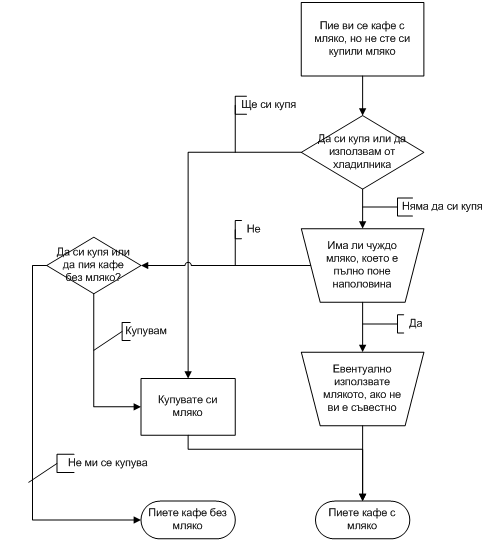 Пие ви се кафе с
мляко, но не сте си
купили мляко
Ще си купя
Да си купя или да
използвам от
хладилника
Няма да си купя
Не
Има ли чуждо
мляко, което е
пълно поне
наполовина
Да си купя или
да пия кафе
без мляко?
Да
Купувам
Евентуално
използвате
млякото, ако не
ви е съвестно
Купувате си
мляко
Не ми се купува
Пиете кафе без
мляко
Пиете кафе с
мляко